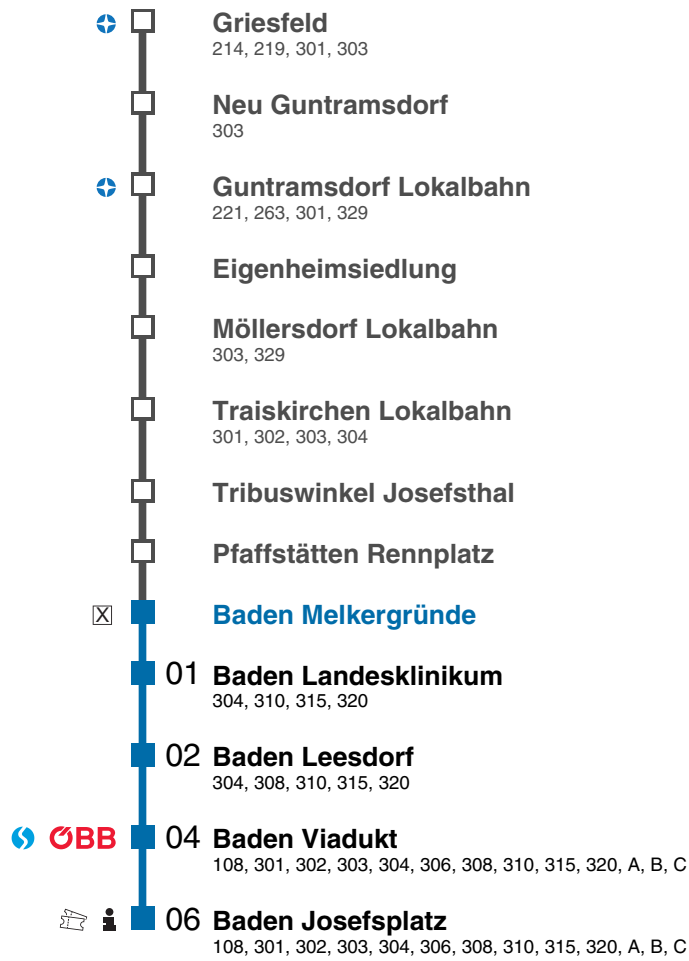 Griesfeld
214, 219, 301, 303
Neu Guntramsdorf
303
Guntramsdorf Lokalbahn
221, 263, 301, 329
Eigenheimsiedlung
Möllersdorf Lokalbahn
303, 329
Traiskirchen Lokalbahn
301, 302, 303, 304
Tribuswinkel Josefsthal
Pfaffstätten Rennplatz
X Baden Melkergründe
01 Baden Landesklinikum
304, 310, 315, 320
02 Baden Leesdorf
304, 308, 310, 315, 320
ÖBB 04 Baden Viadukt
108, 301, 302, 303, 304, 306, 308, 310, 315, 320, A, B, C
i 06 Baden Josefsplatz
108, 301, 302, 303, 304, 306, 308, 310, 315, 320, A, B, C